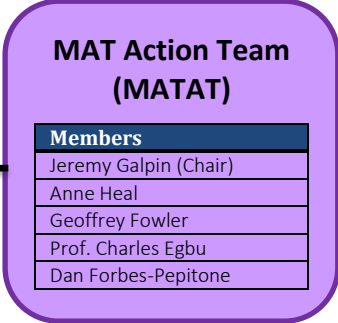 MAT Action Team
(MATAT)
Members
Jeremy Galpin (Chair)
Anne Heal
Geoffrey Fowler
Prof. Charles Egbu
Dan Forbes-Pepitone